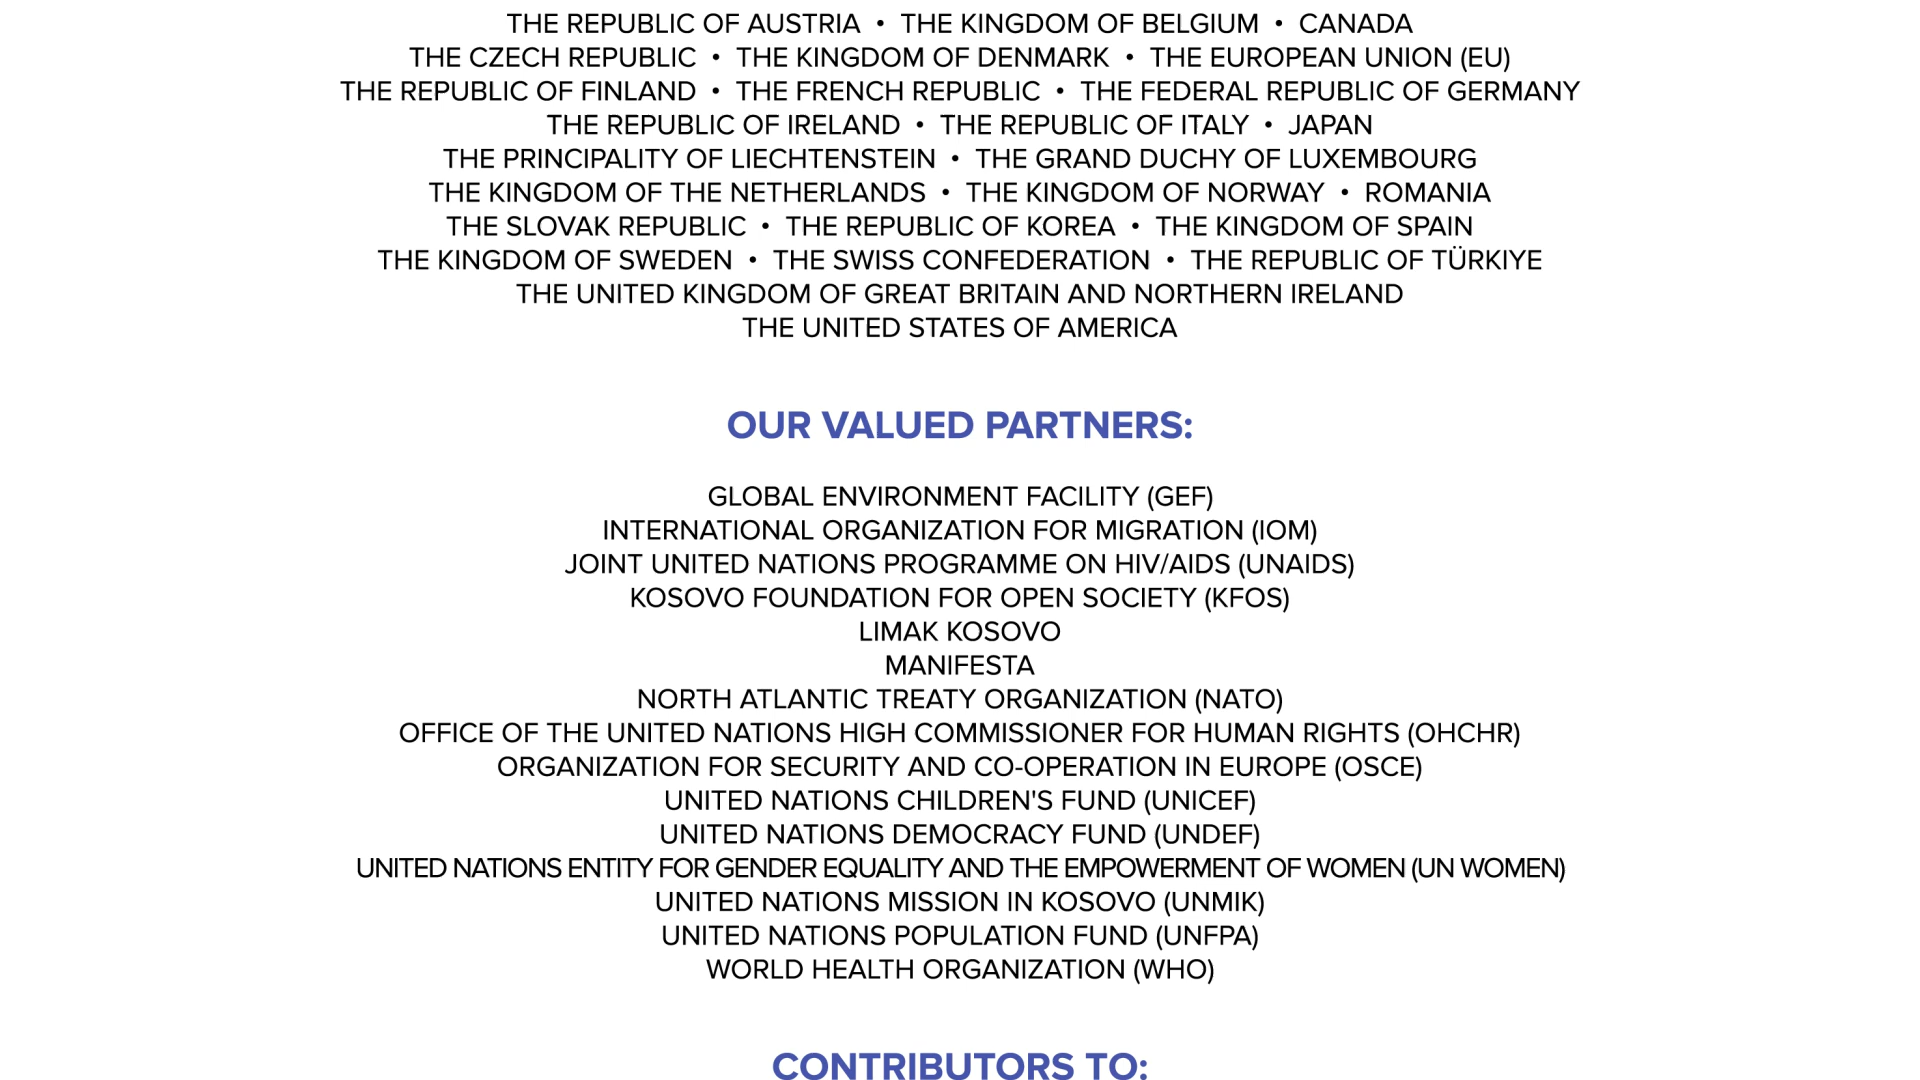 THE REPUBLIC OF AUSTRIA • THE KINGDOM OF BELGIUM • CANADA
THE CZECH REPUBLIC • THE KINGDOM OF DENMARK • THE EUROPEAN UNION (EU)
THE REPUBLIC OF FINLAND • THE FRENCH REPUBLIC • THE FEDERAL REPUBLIC OF GERMANY
THE REPUBLIC OF IRELAND • THE REPUBLIC OF ITALY • JAPAN
THE PRINCIPALITY OF LIECHTENSTEIN • THE GRAND DUCHY OF LUXEMBOURG
THE KINGDOM OF THE NETHERLANDS • THE KINGDOM OF NORWAY • ROMANIA
THE SLOVAK REPUBLIC • THE REPUBLIC OF KOREA • THE KINGDOM OF SPAIN
THE KINGDOM OF SWEDEN • THE SWISS CONFEDERATION • THE REPUBLIC OF TÜRKIYE
THE UNITED KINGDOM OF GREAT BRITAIN AND NORTHERN IRELAND
THE UNITED STATES OF AMERICA
OUR VALUED PARTNERS:
GLOBAL ENVIRONMENT FACILITY (GEF)
INTERNATIONAL ORGANIZATION FOR MIGRATION (IOM)
JOINT UNITED NATIONS PROGRAMME ON HIV/AIDS (UNAIDS)
KOSOVO FOUNDATION FOR OPEN SOCIETY (KFOS)
LIMAK KOSOVO
MANIFESTA
NORTH ATLANTIC TREATY ORGANIZATION (NATO)
OFFICE OF THE UNITED NATIONS HIGH COMMISSIONER FOR HUMAN RIGHTS (OHCHR)
ORGANIZATION FOR SECURITY AND CO-OPERATION IN EUROPE (OSCE)
UNITED NATIONS CHILDREN'S FUND (UNICEF)
UNITED NATIONS DEMOCRACY FUND (UNDEF)
UNITED NATIONS ENTITY FOR GENDER EQUALITY AND THE EMPOWERMENT OF WOMEN (UN WOMEN)
UNITED NATIONS MISSION IN KOSOVO (UNMIK)
UNITED NATIONS POPULATION FUND (UNFPA)
WORLD HEALTH ORGANIZATION (WHO)
CONTRIBUTORS TO: